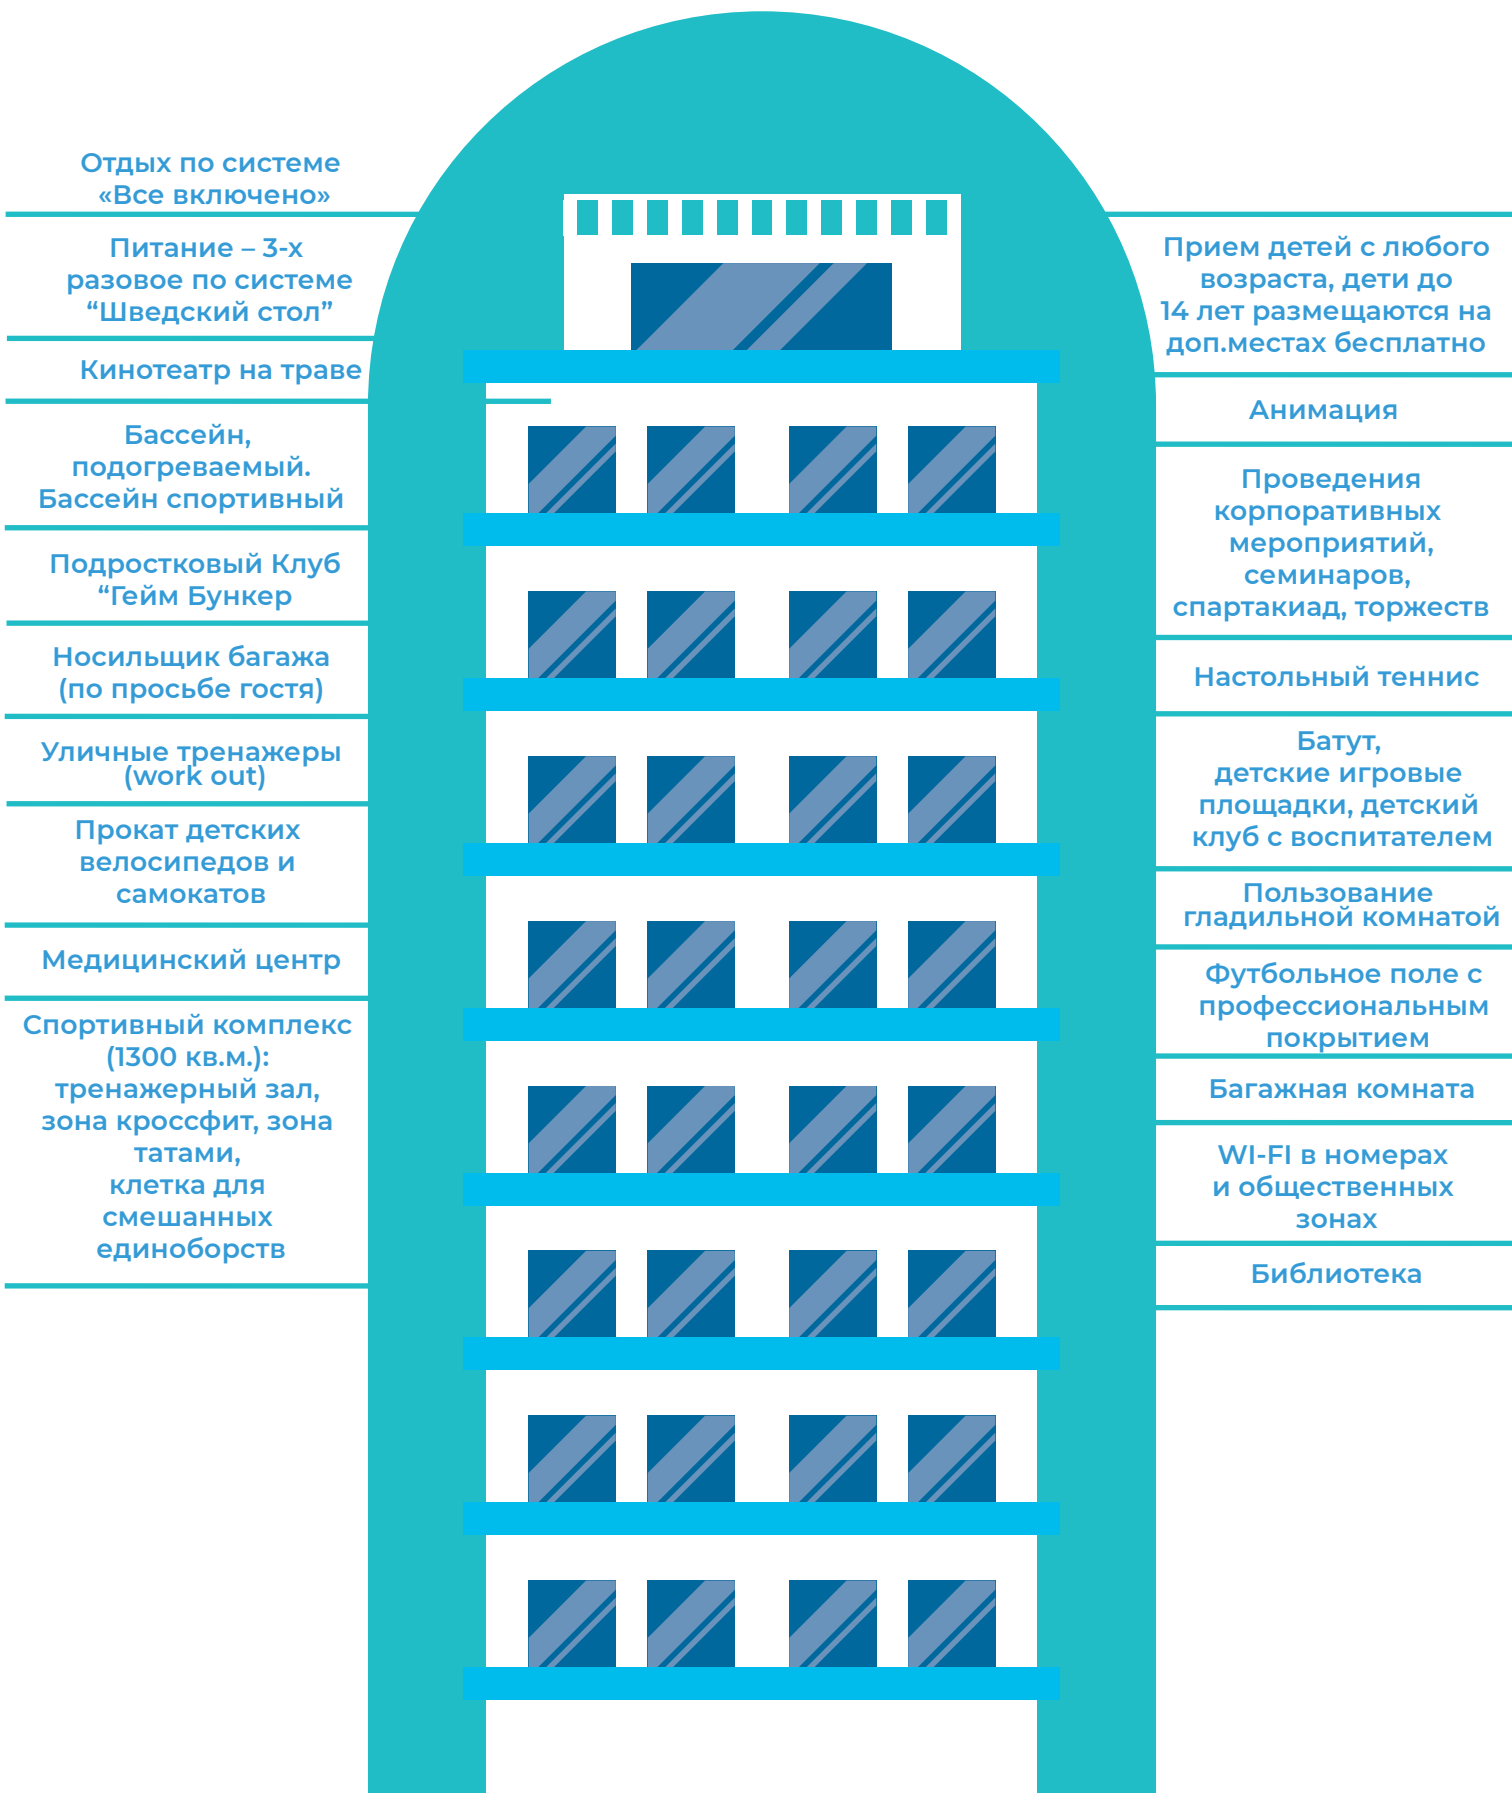 Отдых по системе
«Все включено»
Питание – 3-х
разовое по системе
“Шведский стол”
Кинотеатр на траве
Бассейн,
подогреваемый.
Бассейн спортивный
Подростковый Клуб
“Гейм Бункер
Носильщик багажа
(по просьбе гостя)
Уличные тренажеры
(work out)
Прокат детских
велосипедов и
самокатов
Медицинский центр
Спортивный комплекс
(1300 кв.м.):
тренажерный зал,
зона кроссфит, зона
татами,
клетка для
смешанных
единоборств
Прием детей с любого
возраста, дети до
14 лет размещаются на
доп.местах бесплатно
Анимация
Проведения
корпоративных
мероприятий,
семинаров,
спартакиад, торжеств
Настольный теннис
Батут,
детские игровые
площадки, детский
клуб с воспитателем
Пользование
гладильной комнатой
Футбольное поле с
профессиональным
покрытием
Багажная комната
WI-FI в номерах
и общественных
зонах
Библиотека